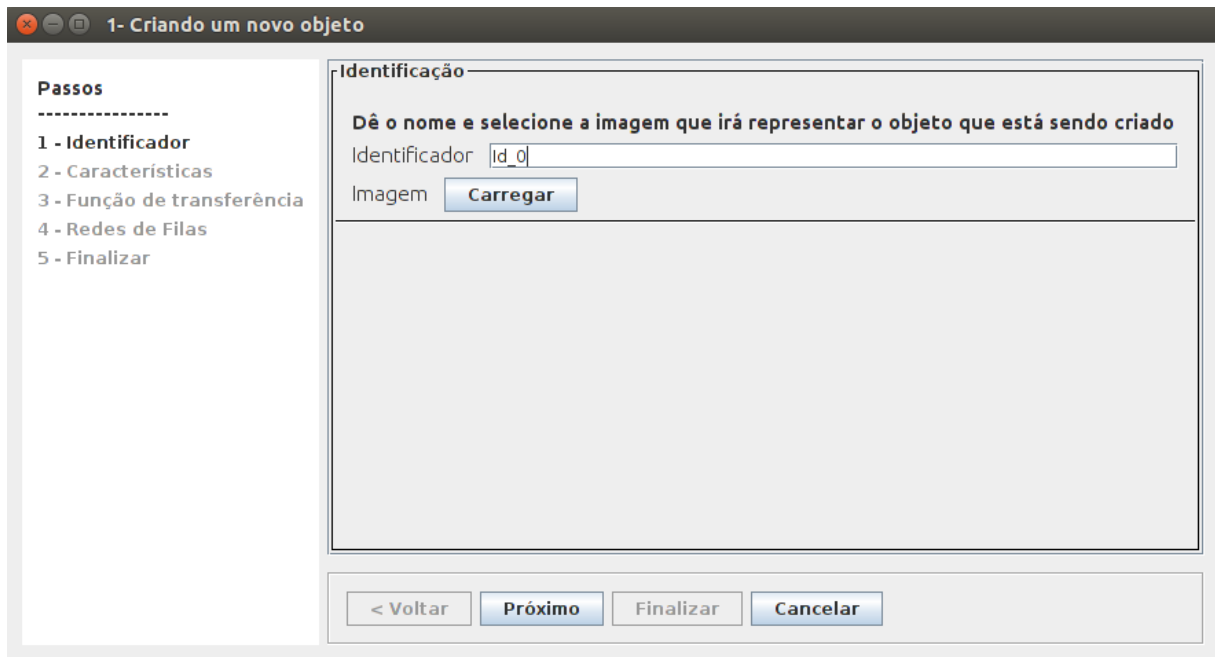 1- Criando um novo objeto
Passos
----------------
1 - Identificador
2 - Características
3 - Função de transferência
4 - Redes de Filas
5 - Finalizar
Identificação
Dê o nome e selecione a imagem que irá representar o objeto que está sendo criado
Identificador Id_0
Imagem Carregar
< Voltar Próximo Finalizar Cancelar